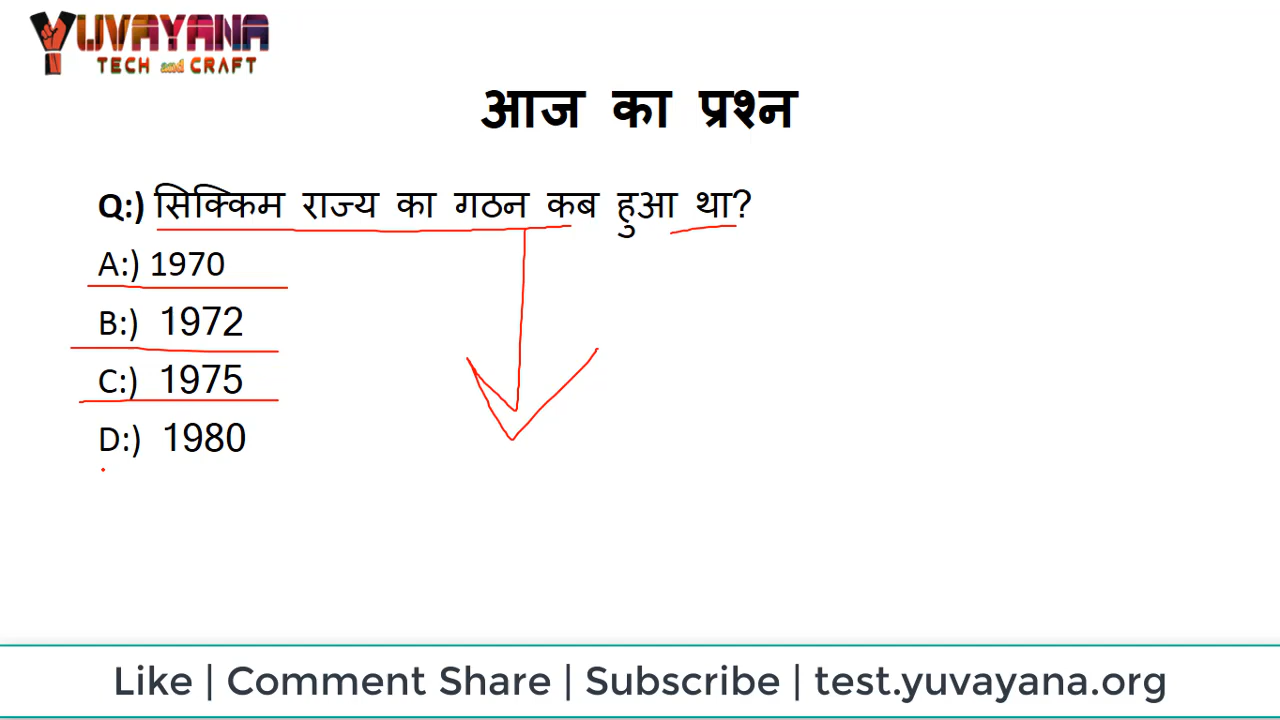 YUVAYANA
TECH and CRAFT
आज का प्रश्न
Q:) सिक्किम राज्य का गठन कब हुआ था?
A:) 1970
B:) 1972
C:) 1975
D:) 1980
Like | Comment Share | Subscribe | test.yuvayana.org